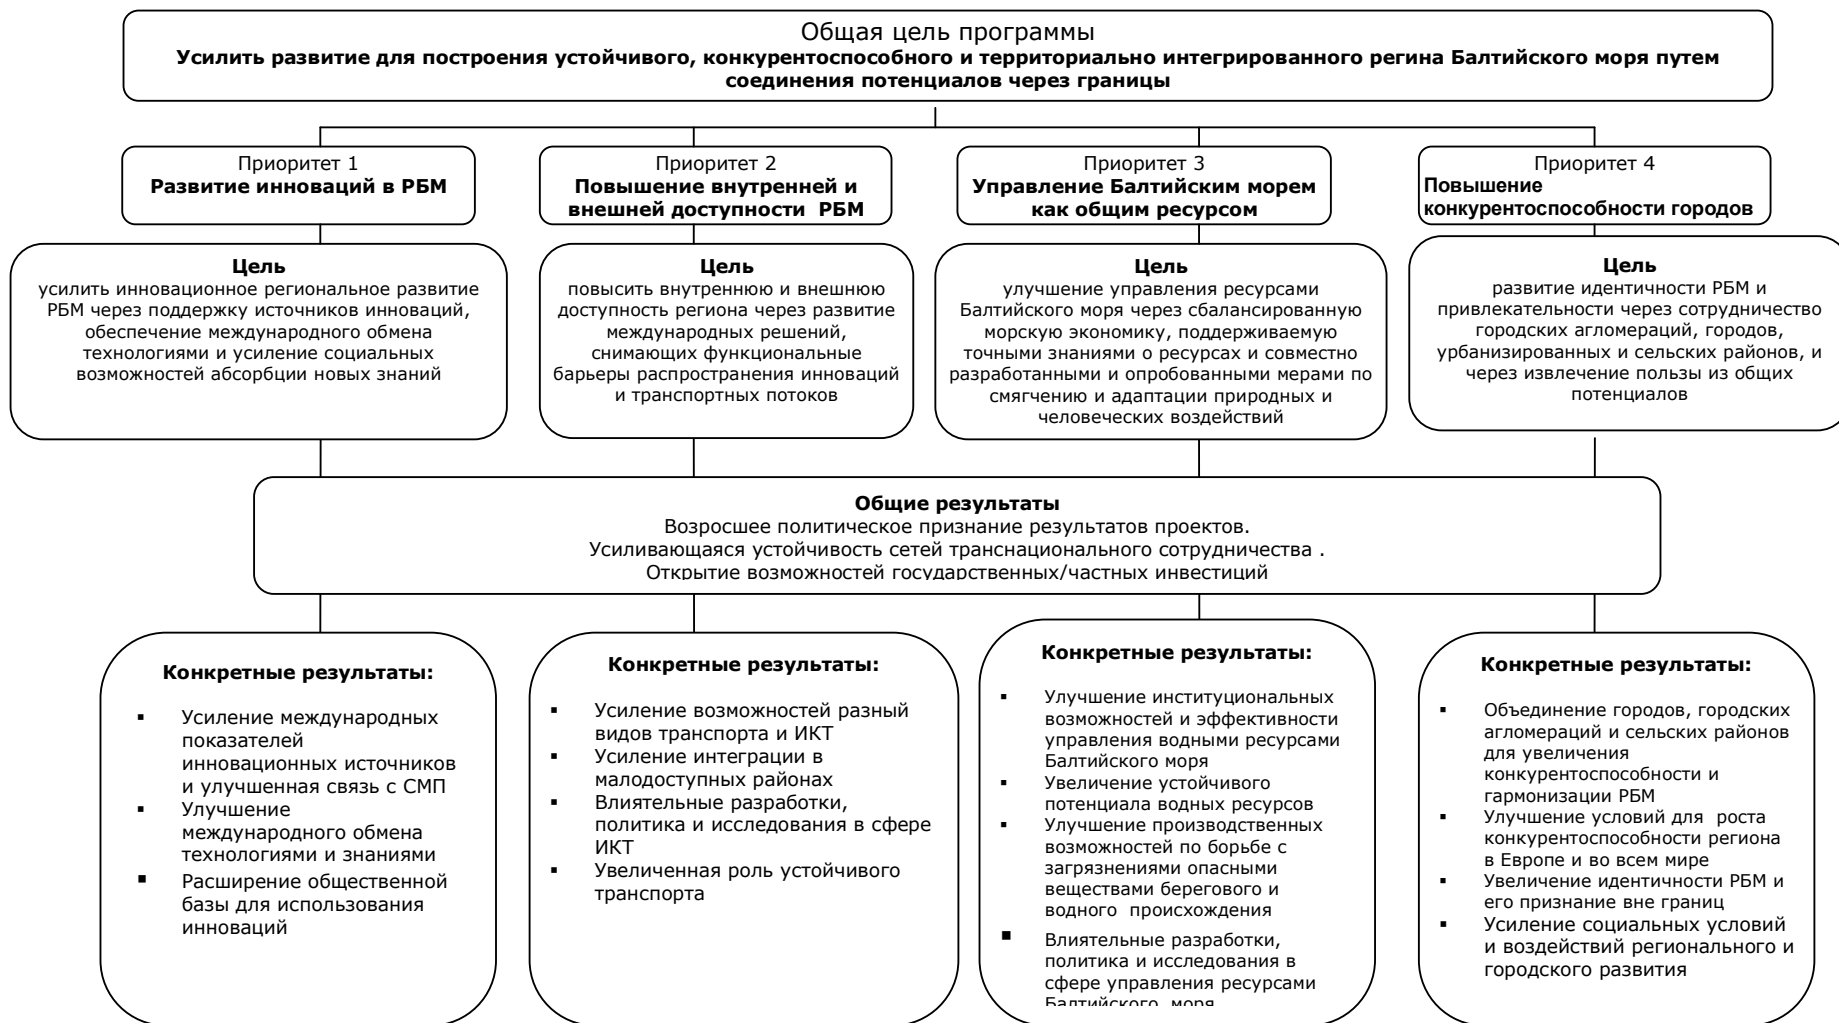 Общая цель программы
Усилить развитие для построения устойчивого, конкурентоспособного и территориально интегрированного регина Балтийского моря путем
соединения потенциалов через границы
Приоритет 1
Развитие инноваций в РБМ
Приоритет 2
Повышение внутренней и
внешней доступности РБМ
Приоритет 3
Управление Балтийским морем
как общим ресурсом
Приоритет 4
Повышение
конкурентоспособности городов
Цель
усилить инновационное региональное развитие
РБМ через поддержку источников инноваций,
обеспечение международного обмена
технологиями и усиление социальных
возможностей абсорбции новых знаний
Цель
повысить внутреннюю и внешнюю
доступность региона через развитие
международных решений,
снимающих функциональные
барьеры распространения инноваций
и транспортных потоков
Цель
улучшение управления ресурсами
Балтийского моря через сбалансированную
морскую экономику, поддерживаемую
точными знаниями о ресурсах и совместно
разработанными и опробованными мерами по
смягчению и адаптации природных и
человеческих воздействий
Цель
развитие идентичности РБМ и
привлекательности через сотрудничество
городских агломераций, городов,
урбанизированных и сельских районов, и
через извлечение пользы из общих
потенциалов
Общие результаты
Возросшее политическое признание результатов проектов.
Усиливающаяся устойчивость сетей транснационального сотрудничества .
Открытие возможностей государственных/частных инвестиций
Конкретные результаты:
▪ Усиление международных
показателей
инновационных источников
и улучшенная связь с СМП
▪ Улучшение
международного обмена
технологиями и знаниями
▪ Расширение общественной
базы для использования
инноваций
Конкретные результаты:
▪ Усиление возможностей разный
видов транспорта и ИКТ
▪ Усиление интеграции в
малодоступных районах
▪ Влиятельные разработки,
политика и исследования в сфере
ИКТ
▪ Увеличенная роль устойчивого
транспорта
Конкретные результаты:
▪ Улучшение институциональных
возможностей и эффективности
управления водными ресурсами
Балтийского моря
▪ Увеличение устойчивого
потенциала водных ресурсов
▪ Улучшение производственных
возможностей по борьбе с
загрязнениями опасными
веществами берегового и
водного происхождения
▪ Влиятельные разработки,
политика и исследования в
сфере управления ресурсами
Балтийского моря
Конкретные результаты:
▪ Объединение городов, городских
агломераций и сельских районов
для увеличения
конкурентоспособности и
гармонизации РБМ
▪ Улучшение условий для роста
конкурентоспособности региона
в Европе и во всем мире
▪ Увеличение идентичности РБМ и
его признание вне границ
▪ Усиление социальных условий
и воздействий регионального и
городского развития